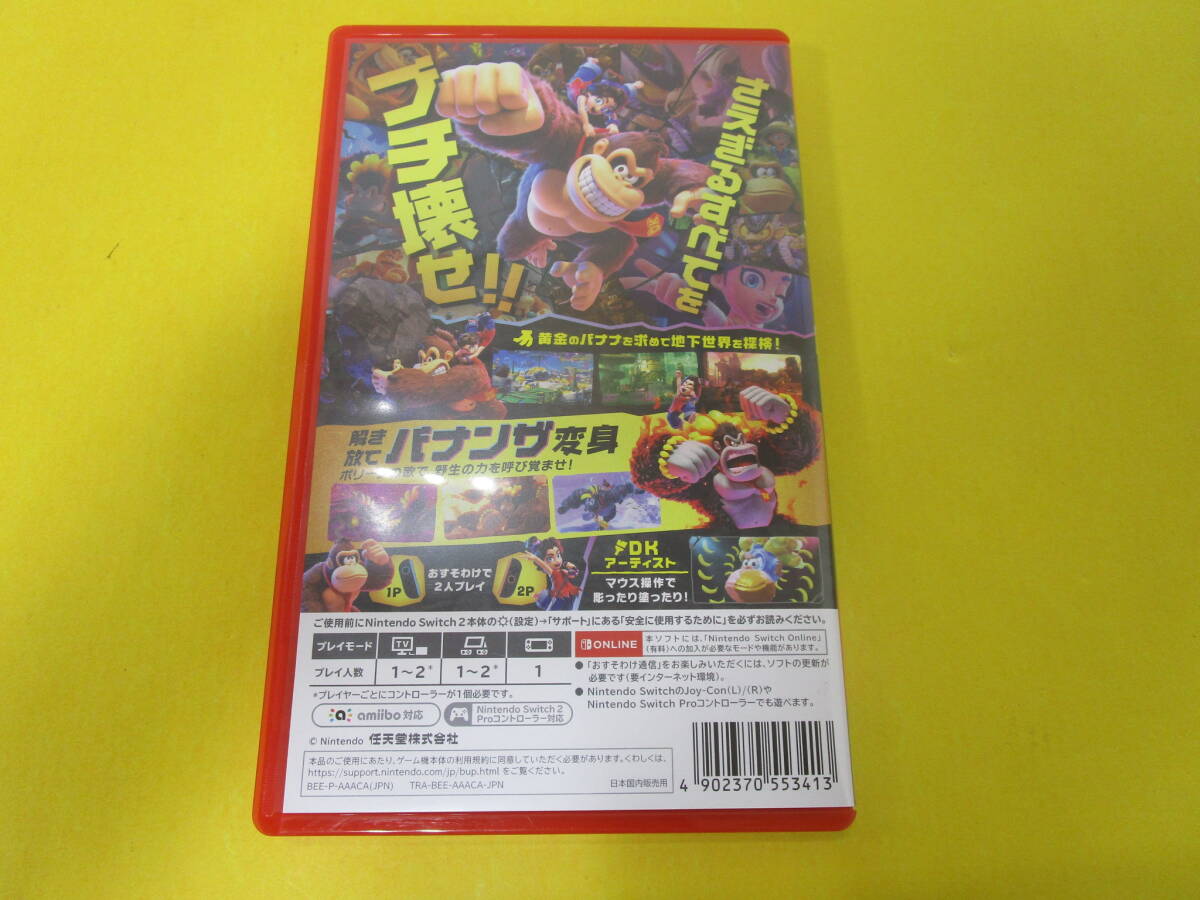 カベどころかすべてを
ブチ壊せ!!
黄金のバナナを求めて地下世界を探検!
解き放て
バナンザ変身
ポリーンの歌で、野生の力を呼び覚ませ!
1P
おすそわけで
2人プレイ
2P
DK
アーティスト
マウス操作で
彫ったり塗ったり!
ご使用前にNintendo Switch 2本体の(設定)→「サポート」にある「安全に使用するために」を必ずお読みください。
プレイモード TV
プレイ人数 1~2* 1~2* 1
*プレイヤーごとにコントローラーが1個必要です。
amiibo対応
Nintendo Switch 2
Proコントローラー対応
ONLINE
本ソフトには、「Nintendo Switch Online」
(有料)への加入が必要なモードや機能があります。
● 「おすそわけ通信」をお楽しみいただくには、ソフトの更新が
必要です(要インターネット環境)。
● Nintendo SwitchのJoy-Con(L)/(R)や
Nintendo Switch Proコントローラーでも遊べます。
© Nintendo 任天堂株式会社
本品のご使用にあたり、ゲーム機本体の利用規約に同意していただく必要があります。くわしくは、
https://support.nintendo.com/jp/bup.html をご覧ください。
BEE-P-AAACA(JPN) TRA-BEE-AAACA-JPN
日本国内販売用
4 902370 553413